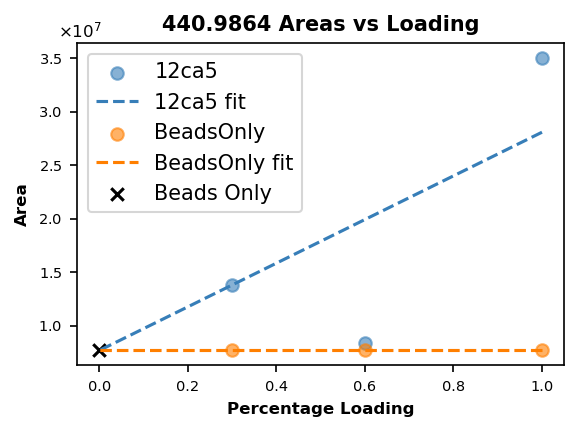 440.9864 Areas vs Loading
×10⁷
3.5
3.0
2.5
2.0
1.5
1.0
Area
12ca5
12ca5 fit
BeadsOnly
BeadsOnly fit
Beads Only
0.0 0.2 0.4 0.6 0.8 1.0
Percentage Loading